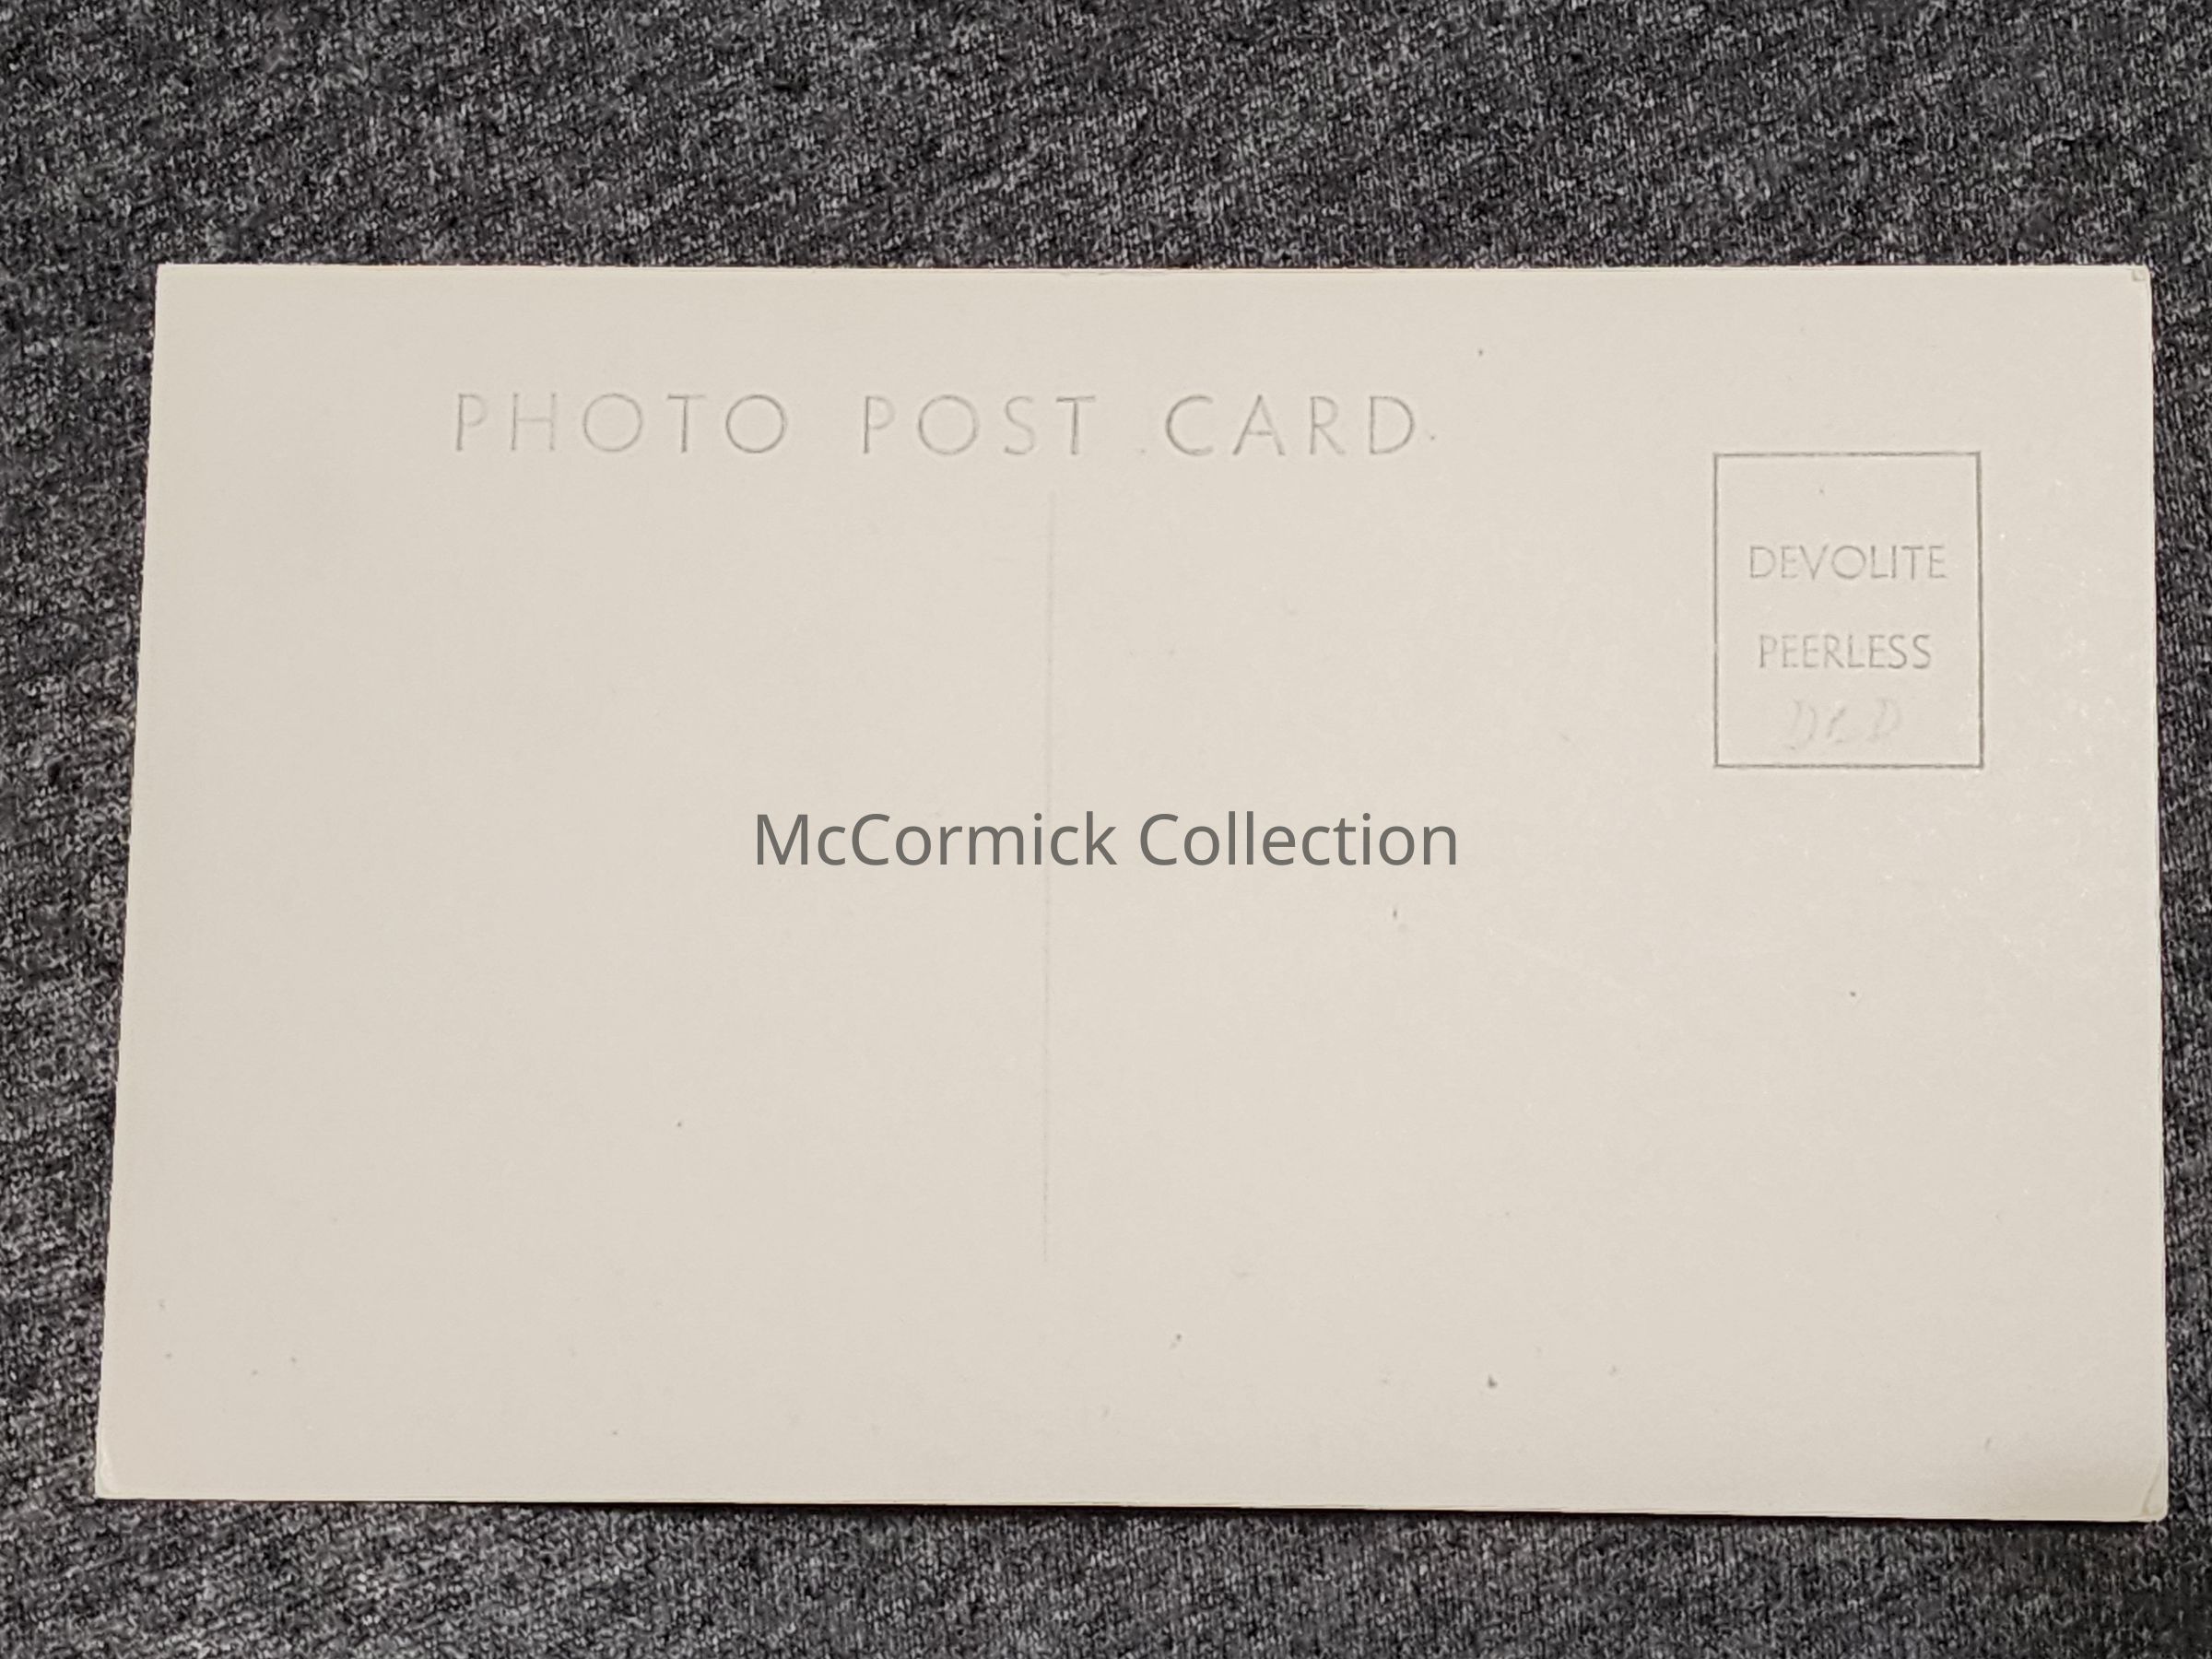 PHOTO POST CARD
DEVOLITE
PEERLESS
McCormick Collection